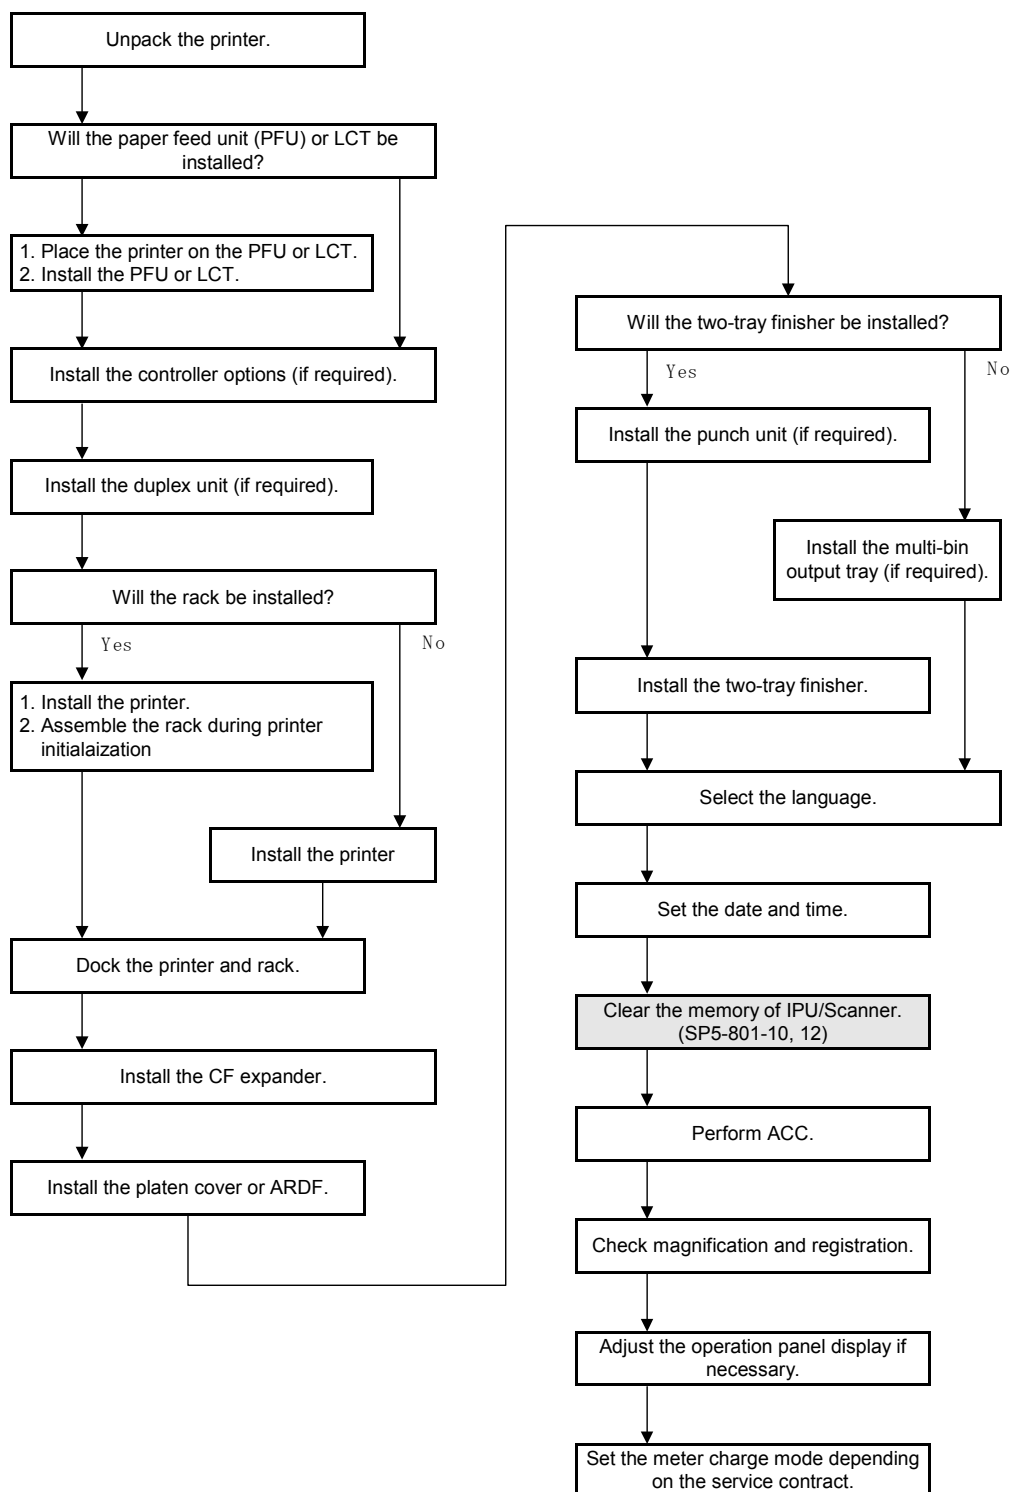 Unpack the printer.
Will the paper feed unit (PFU) or LCT be
installed?
1. Place the printer on the PFU or LCT.
2. Install the PFU or LCT.
Install the controller options (if required).
Install the duplex unit (if required).
Will the rack be installed?
Yes
No
1. Install the printer.
2. Assemble the rack during printer
initialaization
Install the printer
Dock the printer and rack.
Install the CF expander.
Install the platen cover or ARDF.
Will the two-tray finisher be installed?
Yes
No
Install the punch unit (if required).
Install the multi-bin
output tray (if required).
Install the two-tray finisher.
Select the language.
Set the date and time.
Clear the memory of IPU/Scanner.
(SP5-801-10, 12)
Perform ACC.
Check magnification and registration.
Adjust the operation panel display if
necessary.
Set the meter charge mode depending
on the service contract.